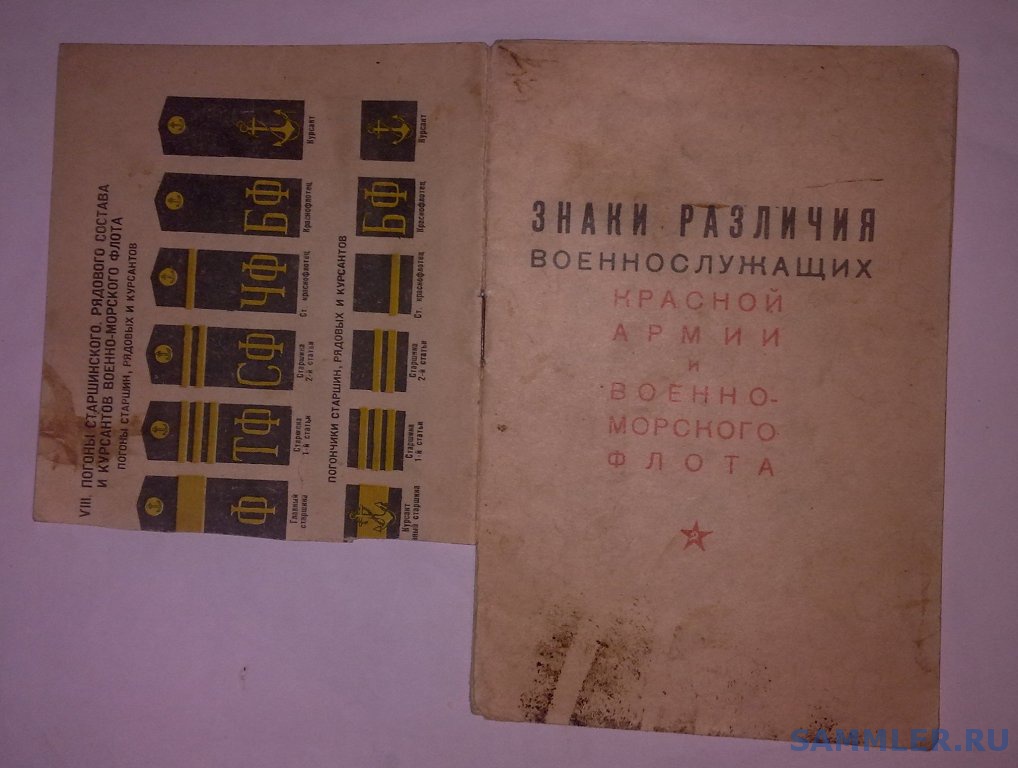 VIII. ПОГОНЫ СТАРШИНСКОГО, РЯДОВОГО СОСТАВА
И КУРСАНТОВ ВОЕННО-МОРСКОГО ФЛОТА
ПОГОНЫ СТАРШИН, РЯДОВЫХ И КУРСАНТОВ
Ф
ТФ
СФ
ЧФ
БФ
Главный
старшина
Старшина
1-й статьи
Старшина
2-й статьи
Ст. краснофлотец
Краснофлотец
Курсант
ПОГОНЧИКИ СТАРШИН, РЯДОВЫХ И КУРСАНТОВ
БФ
Курсант
ный старшина
Старшина
1-й статьи
Старшина
2-й статьи
Ст. краснофлотец
Краснофлотец
Курсант
ЗНАКИ РАЗЛИЧИЯ
ВОЕННОСЛУЖАЩИХ
КРАСНОЙ
АРМИИ
и
ВОЕННО-
МОРСКОГО
ФЛОТА
SAMMLER.RU